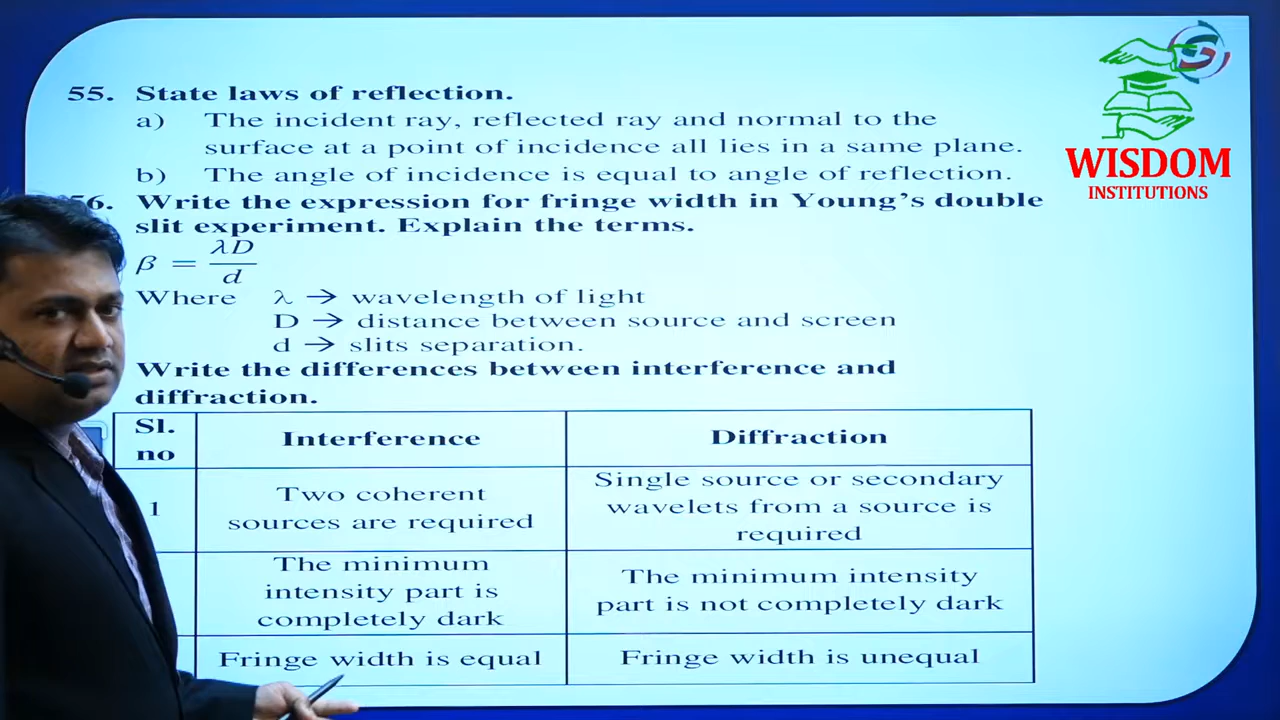 55. State laws of reflection.
a) The incident ray, reflected ray and normal to the
surface at a point of incidence all lies in a same plane.
b) The angle of incidence is equal to angle of reflection.
56. Write the expression for fringe width in Young's double
slit experiment. Explain the terms.
β = λD/d
Where λ → wavelength of light
D → distance between source and screen
d → slits separation.
Write the differences between interference and
diffraction.
Sl. no Interference Diffraction
1 Two coherent sources are required Single source or secondary wavelets from a source is required
The minimum intensity part is completely dark The minimum intensity part is not completely dark
Fringe width is equal Fringe width is unequal
WISDOM
INSTITUTIONS